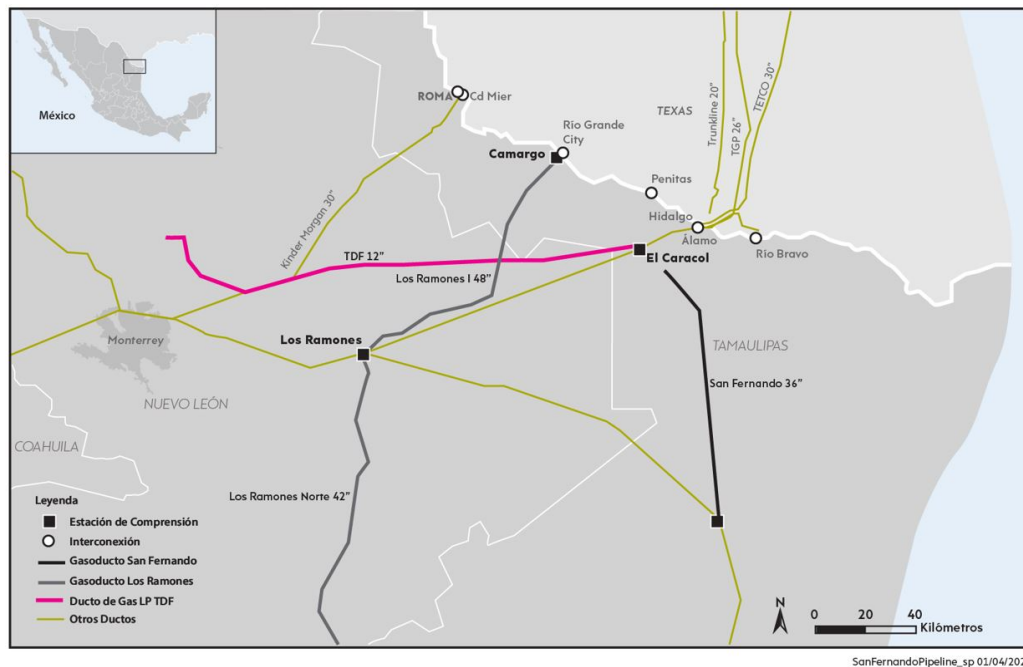 México
ROMA
Cd Mier
Río Grande
City
Camargo
TEXAS
Trunkline 20"
TGP 26"
TETCO 30"
Penitas
Hidalgo
Álamo
Rio Bravo
Kinder Morgan 30"
TDF 12"
El Caracol
Los Ramones I 48"
Monterrey
Los Ramones
TAMAULIPAS
San Fernando 36"
NUEVO LEÓN
COAHUILA
Los Ramones Norte 42"
Leyenda
Estación de Comprensión
Interconexión
Gasoducto San Fernando
Gasoducto Los Ramones
Ducto de Gas LP TDF
Otros Ductos
N
0 20 40
Kilómetros
SanFernandoPipeline_sp 01/04/202